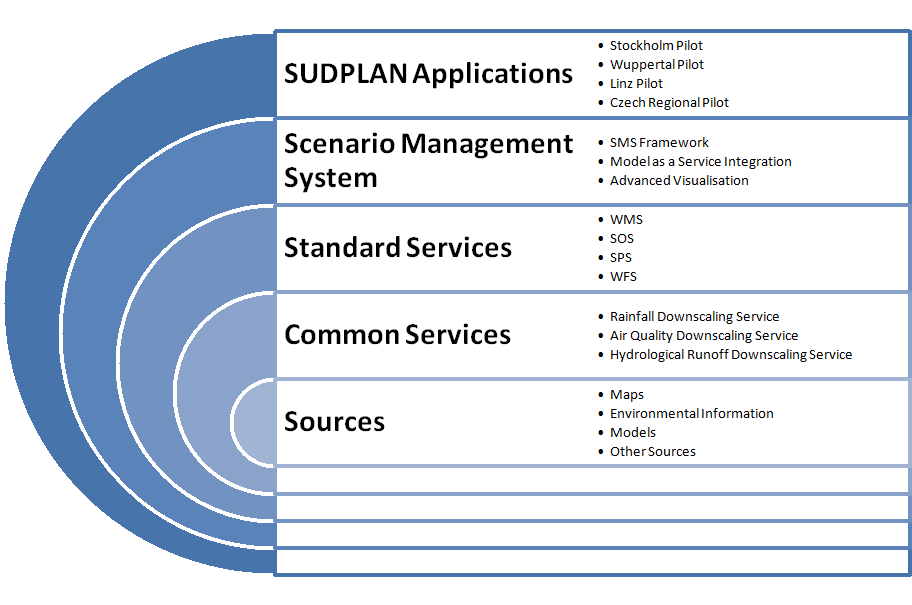 SUDPLAN Applications
• Stockholm Pilot
• Wuppertal Pilot
• Linz Pilot
• Czech Regional Pilot
Scenario Management
System
• SMS Framework
• Model as a Service Integration
• Advanced Visualisation
Standard Services
• WMS
• SOS
• SPS
• WFS
Common Services
• Rainfall Downscaling Service
• Air Quality Downscaling Service
• Hydrological Runoff Downscaling Service
Sources
• Maps
• Environmental Information
• Models
• Other Sources